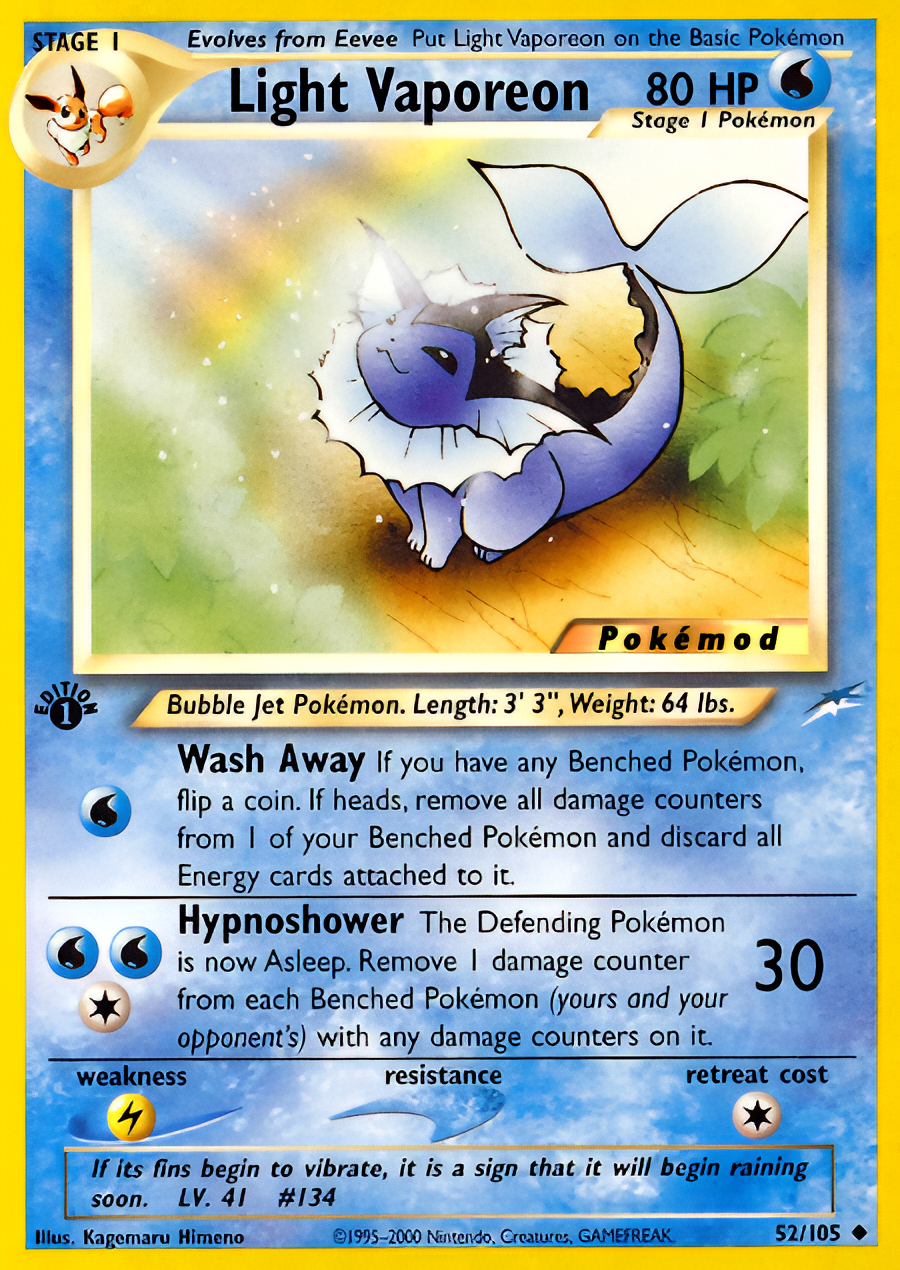 STAGE 1
Evolves from Eevee Put Light Vaporeon on the Basic Pokémon
Light Vaporeon 80 HP
Stage 1 Pokémon
Pokémod
EDITION
1
Bubble Jet Pokémon. Length: 3' 3", Weight: 64 lbs.
Wash Away If you have any Benched Pokémon,
flip a coin. If heads, remove all damage counters
from 1 of your Benched Pokémon and discard all
Energy cards attached to it.
Hypnoshower The Defending Pokémon
is now Asleep. Remove 1 damage counter
from each Benched Pokémon (yours and your
opponent's) with any damage counters on it.
30
weakness resistance retreat cost
If its fins begin to vibrate, it is a sign that it will begin raining
soon. LV. 41 #134
Illus. Kagemaru Himeno ©1995-2000 Nintendo, Creatures, GAMEFREAK. 52/105